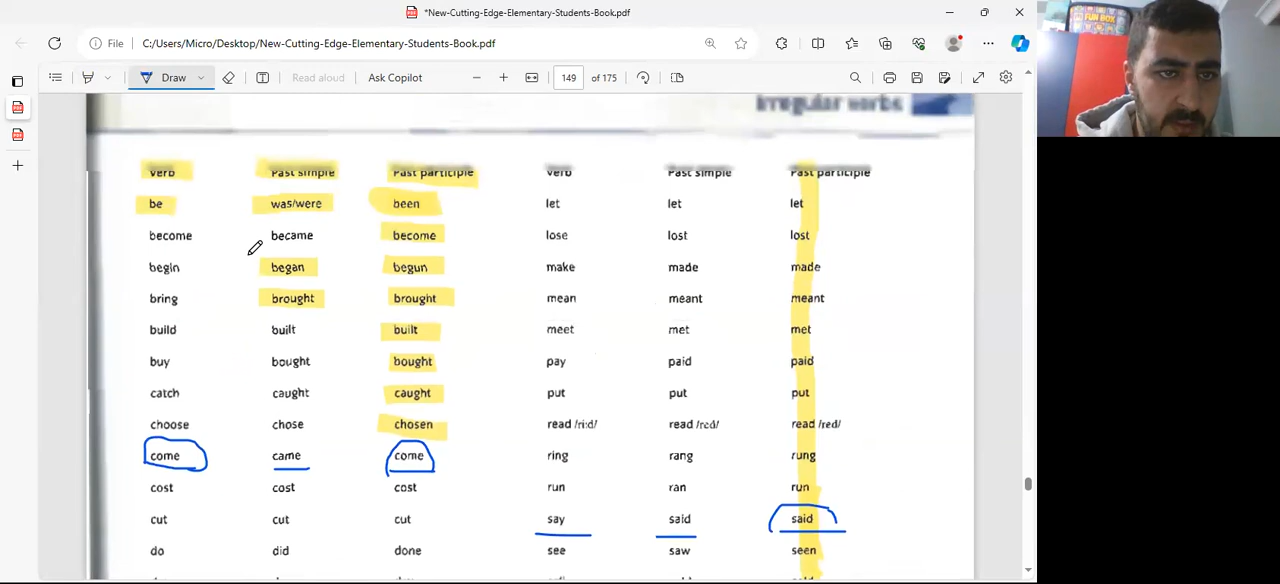 *New-Cutting-Edge-Elementary-Students-Book.pdf
File C:/Users/Micro/Desktop/New-Cutting-Edge-Elementary-Students-Book.pdf
Draw Read aloud Ask Copilot 149 of 175
FUN BOX
Irregular verbs
Verb Past simple Past participle Verb Past simple Past participle
be was/were been let let let
become became become lose lost lost
begin began begun make made made
bring brought brought mean meant meant
build built built meet met met
buy bought bought pay paid paid
catch caught caught put put put
choose chose chosen read /riːd/ read /red/ read /red/
come came come ring rang rung
cost cost cost run ran run
cut cut cut say said said
do did done see saw seen